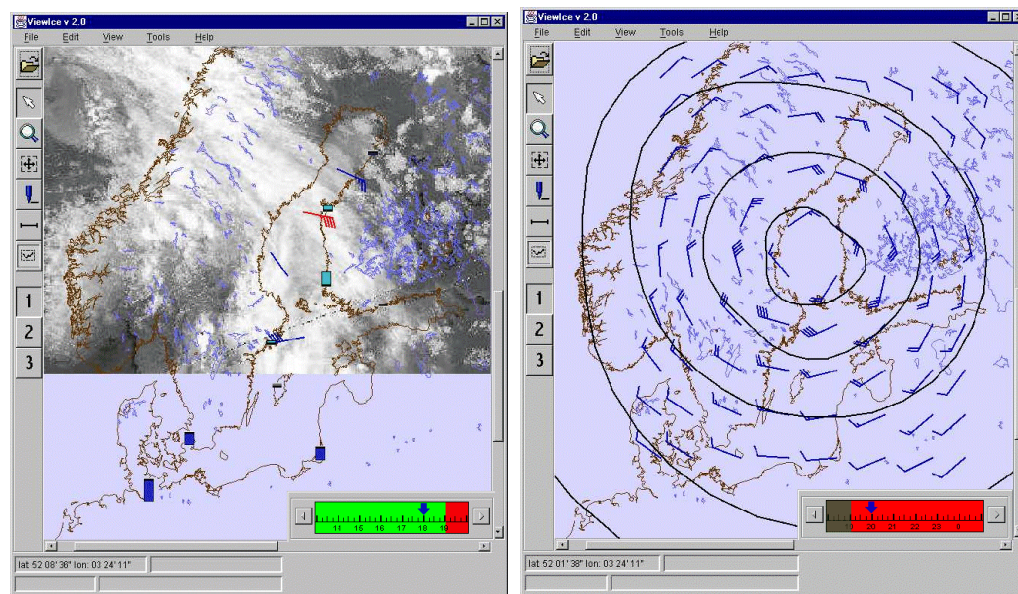 ViewIce v 2.0
File Edit View Tools Help
1
2
3
14 15 16 17 18 19
lat 52 08' 36" lon: 03 24' 11"
ViewIce v 2.0
File Edit View Tools Help
1
2
3
19 20 21 22 23 0
lat 52 01' 38" lon: 03 24' 11"